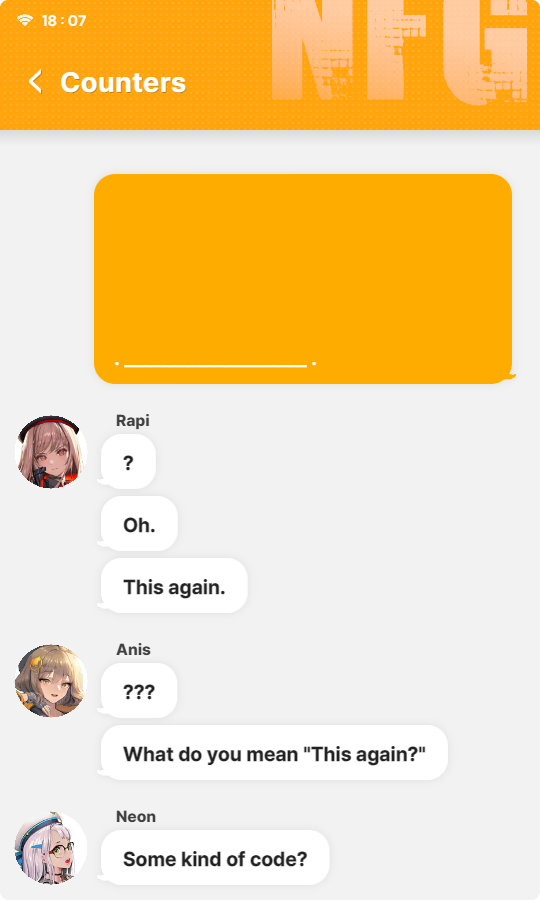 18 : 07
NFG
Counters
. ___________________ .
Rapi
?
Oh.
This again.
Anis
???
What do you mean "This again?"
Neon
Some kind of code?